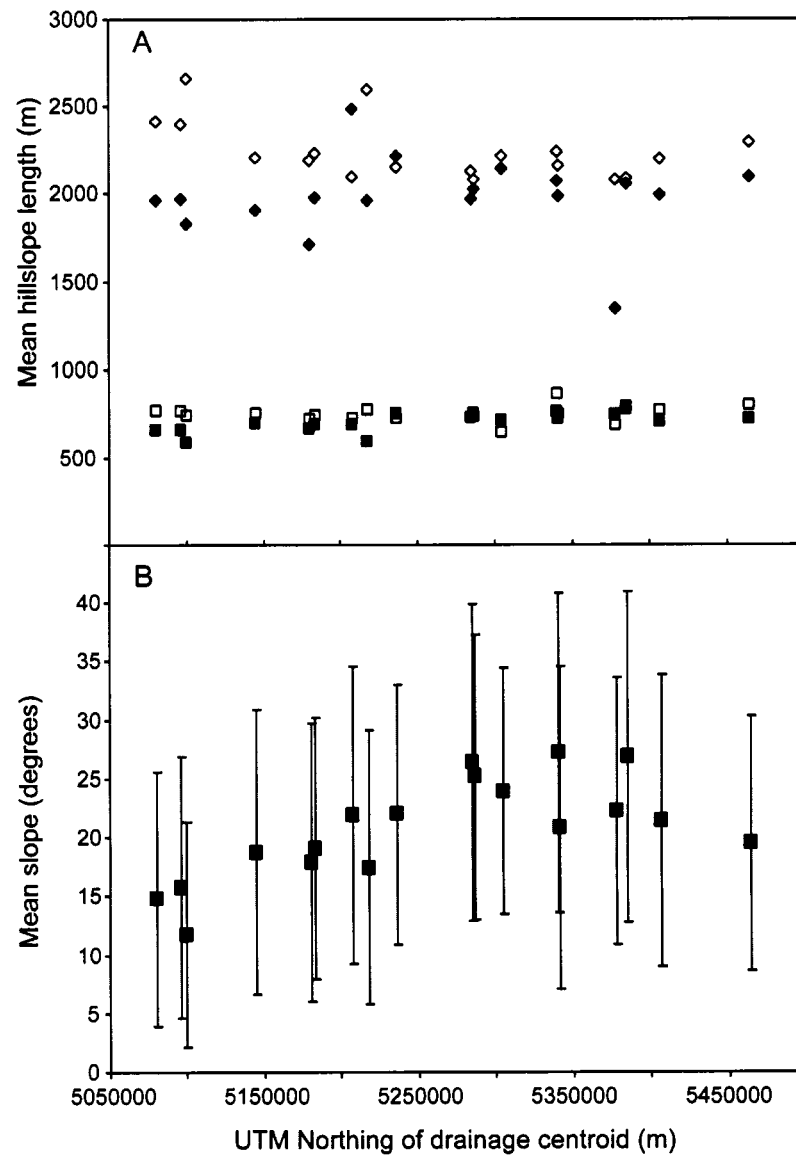 A
3000
2500
2000
1500
1000
500
Mean hillslope length (m)
B
40
35
30
25
20
15
10
5
0
Mean slope (degrees)
5050000 5150000 5250000 5350000 5450000
UTM Northing of drainage centroid (m)